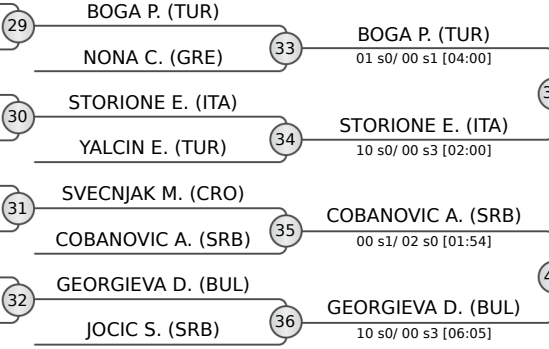 29
BOGA P. (TUR)
NONA C. (GRE)
33
BOGA P. (TUR)
01 s0/ 00 s1 [04:00]
30
STORIONE E. (ITA)
YALCIN E. (TUR)
34
STORIONE E. (ITA)
10 s0/ 00 s3 [02:00]
31
SVECNJAK M. (CRO)
COBANOVIC A. (SRB)
35
COBANOVIC A. (SRB)
00 s1/ 02 s0 [01:54]
32
GEORGIEVA D. (BUL)
JOCIC S. (SRB)
36
GEORGIEVA D. (BUL)
10 s0/ 00 s3 [06:05]